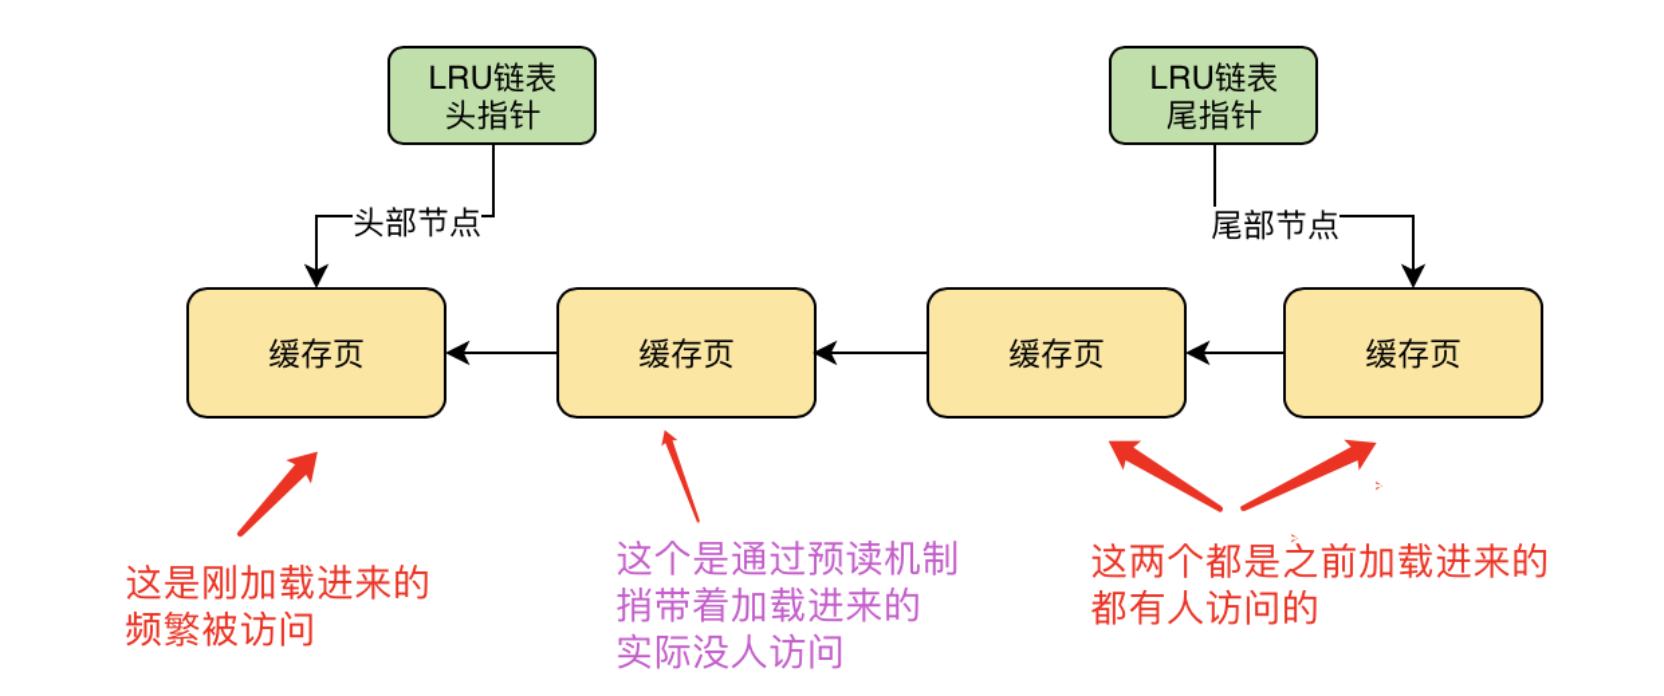 LRU链表
头指针
LRU链表
尾指针
头部节点
尾部节点
缓存页
缓存页
缓存页
缓存页
这是刚加载进来的
频繁被访问
这个是通过预读机制
捎带着加载进来的
实际没人访问
这两个都是之前加载进来的
都有人访问的